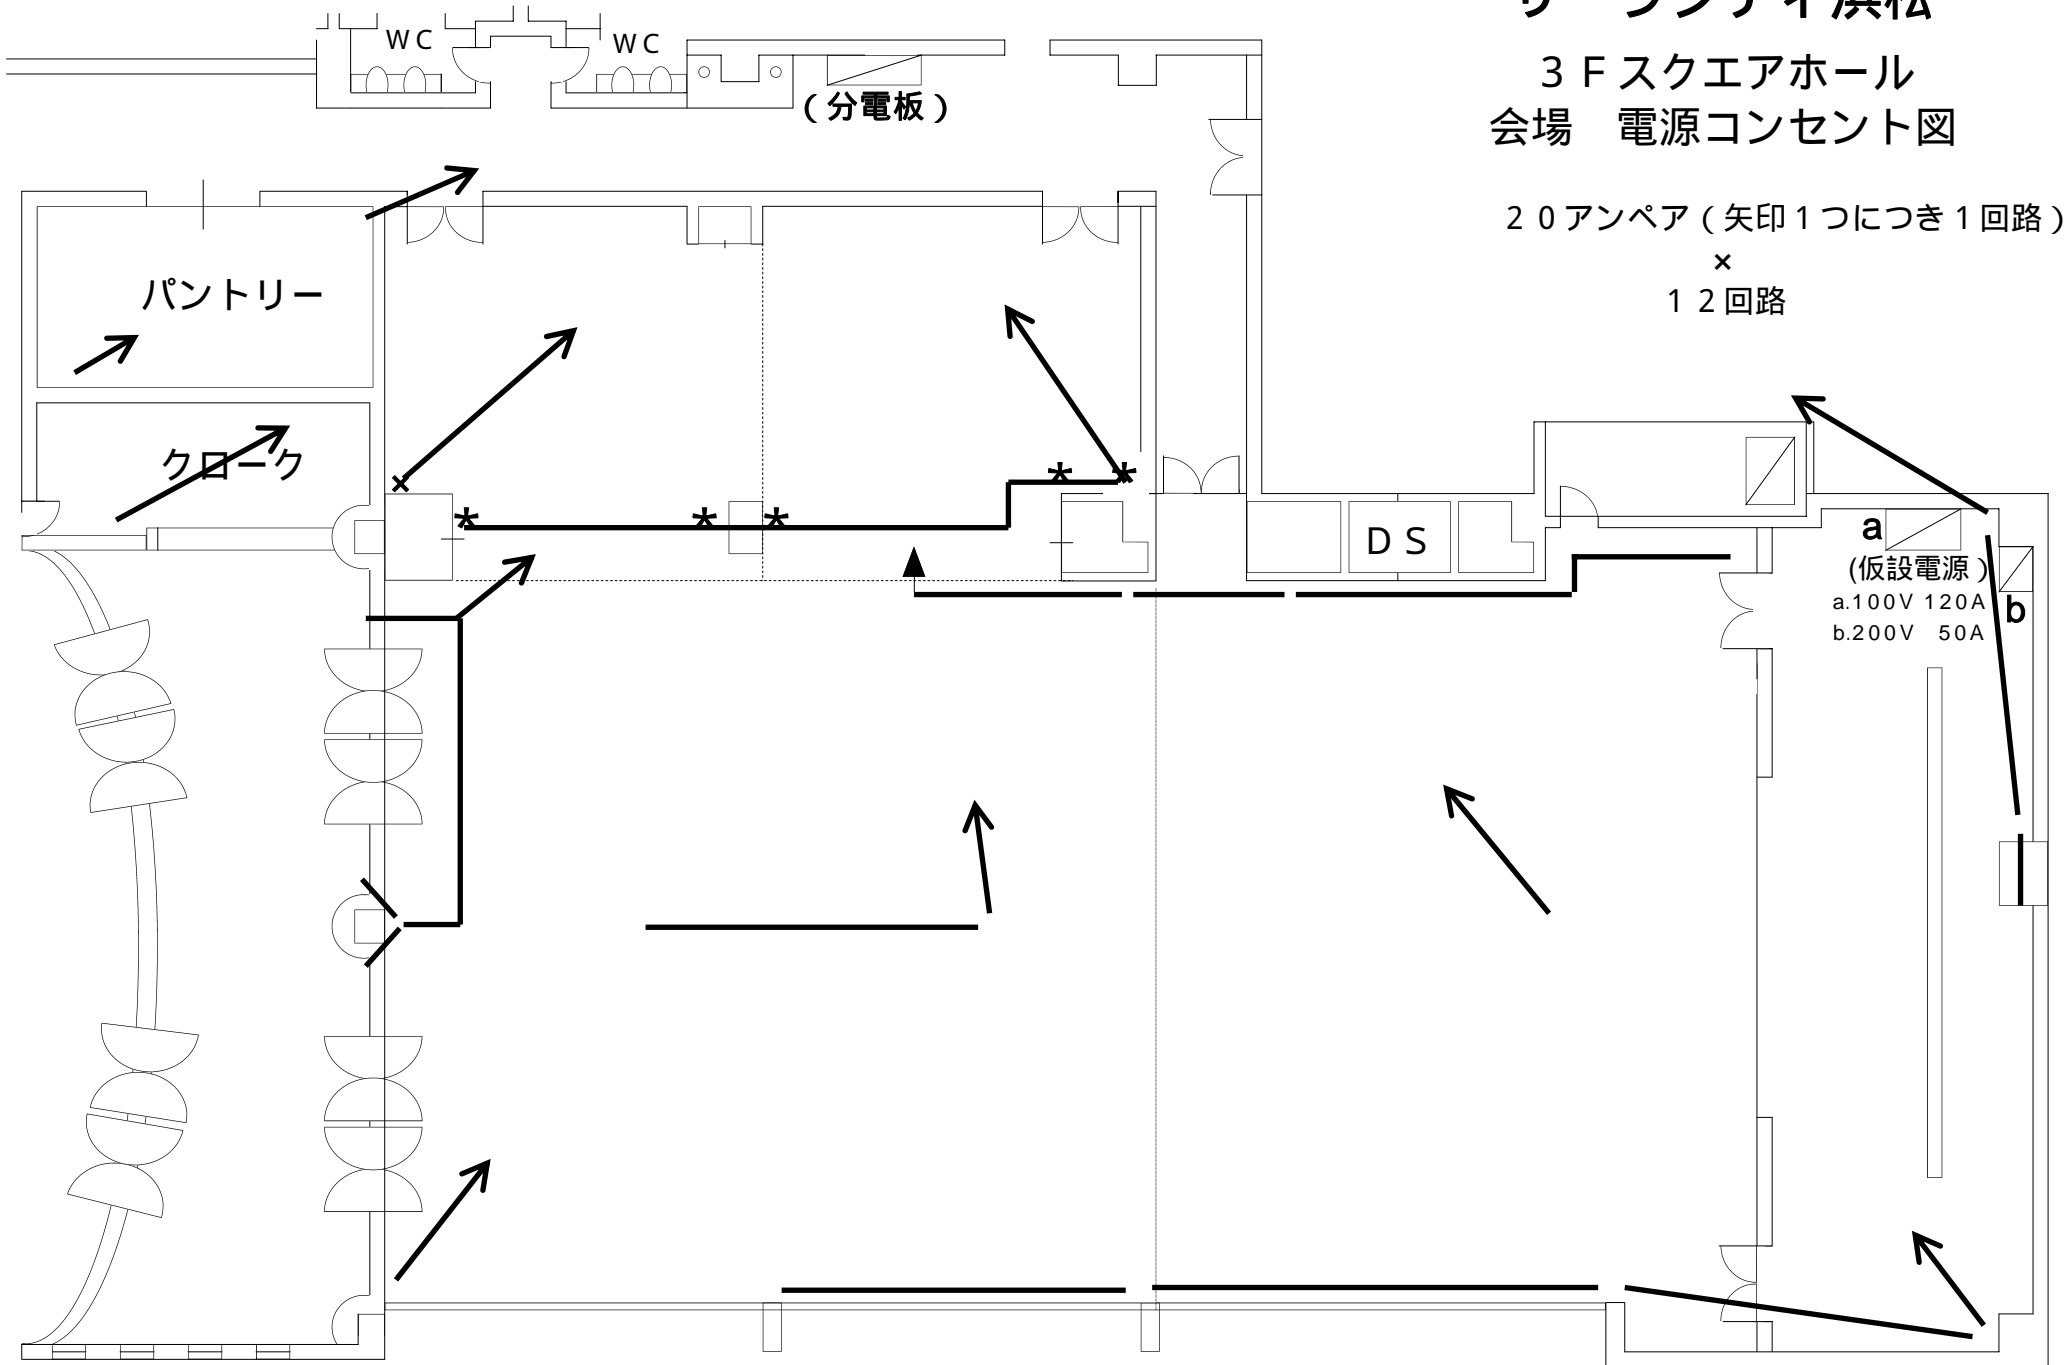 ３Ｆスクエアホール
会場　電源コンセント図
２０アンペア（矢印１つにつき１回路）
×
１２回路
ＷＣ
ＷＣ
（分電板）
パントリー
クローク
ＤＳ
a
(仮設電源）
a.100V 120A
b.200V 50A
b